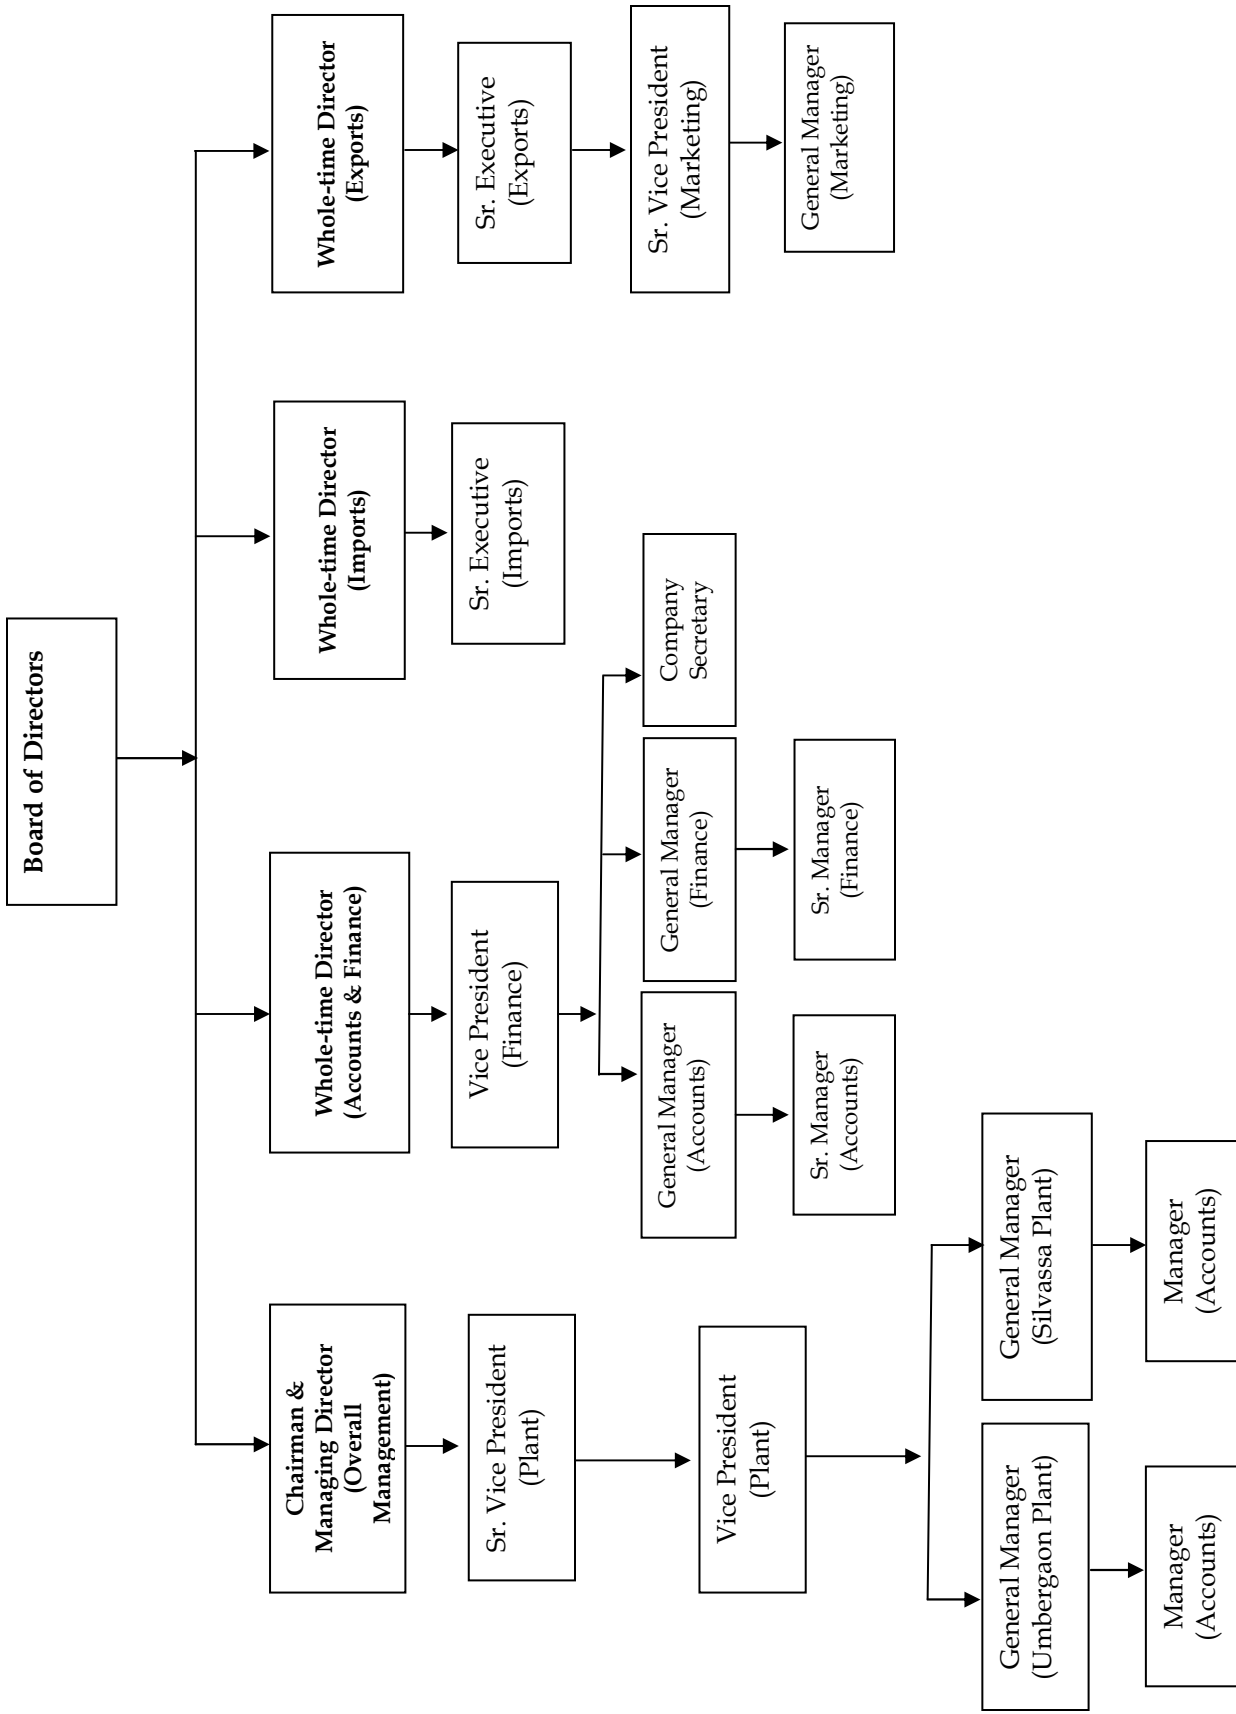 Board of Directors
Chairman &
Managing Director
(Overall
Management)
Whole-time Director
(Accounts & Finance)
Whole-time Director
(Imports)
Whole-time Director
(Exports)
Sr. Vice President
(Plant)
Vice President
(Finance)
Sr. Executive
(Imports)
Sr. Executive
(Exports)
Vice President
(Plant)
General Manager
(Accounts)
General Manager
(Finance)
Company
Secretary
Sr. Vice President
(Marketing)
Sr. Manager
(Accounts)
Sr. Manager
(Finance)
General Manager
(Marketing)
General Manager
(Umbergaon Plant)
General Manager
(Silvassa Plant)
Manager
(Accounts)
Manager
(Accounts)